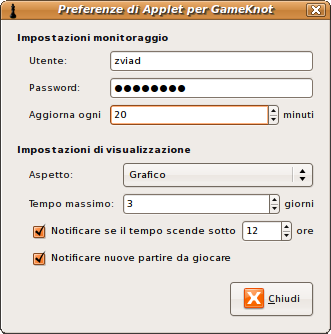 Preferenze di Applet per GameKnot
Impostazioni monitoraggio
Utente: zviad
Password: ●●●●●●●●
Aggiorna ogni 20 minuti
Impostazioni di visualizzazione
Aspetto: Grafico
Tempo massimo: 3 giorni
Notificare se il tempo scende sotto 12 ore
Notificare nuove partire da giocare
Chiudi